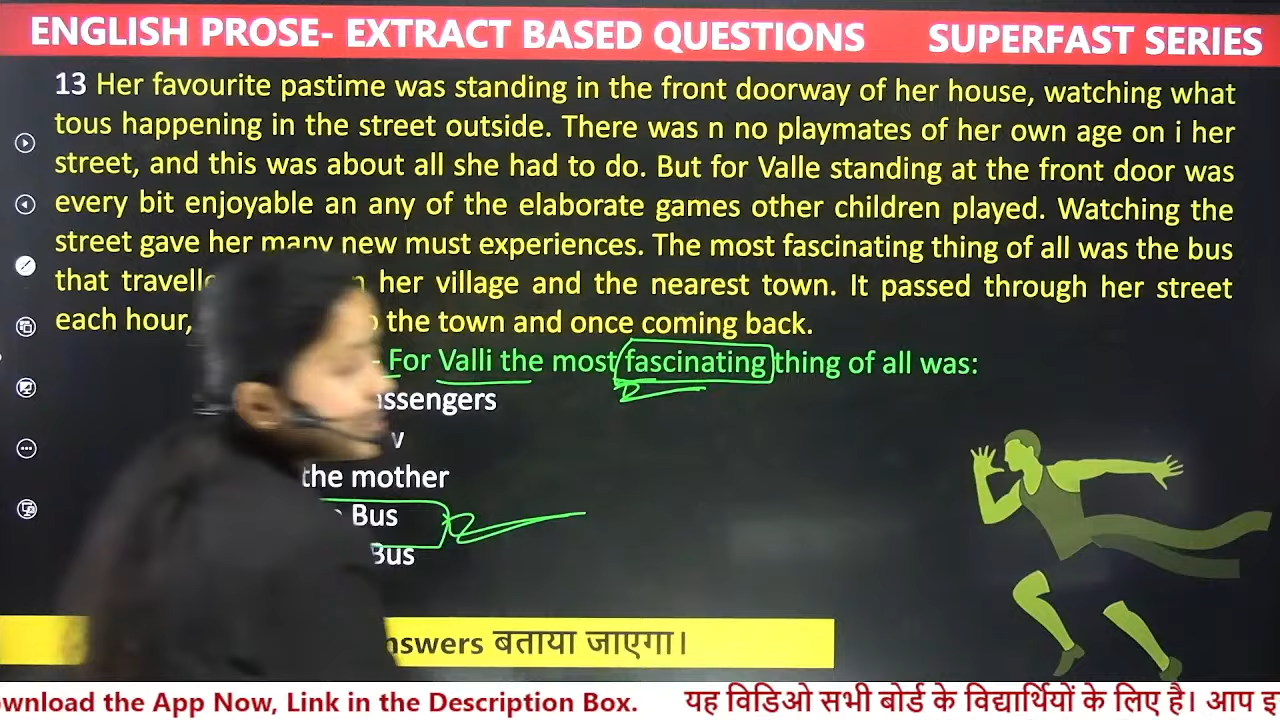 ENGLISH PROSE- EXTRACT BASED QUESTIONS SUPERFAST SERIES
13 Her favourite pastime was standing in the front doorway of her house, watching what
tous happening in the street outside. There was n no playmates of her own age on i her
street, and this was about all she had to do. But for Valle standing at the front door was
every bit enjoyable an any of the elaborate games other children played. Watching the
street gave her many new must experiences. The most fascinating thing of all was the bus
that her village and the nearest town. It passed through her street
each hour, the town and once coming back.
For Valli the most fascinating thing of all was:
the mother
Bus
Bus
बताया जाएगा।
the App Now, Link in the Description Box. यह विडिओ सभी बोर्ड के विद्यार्थियों के लिए है। आप